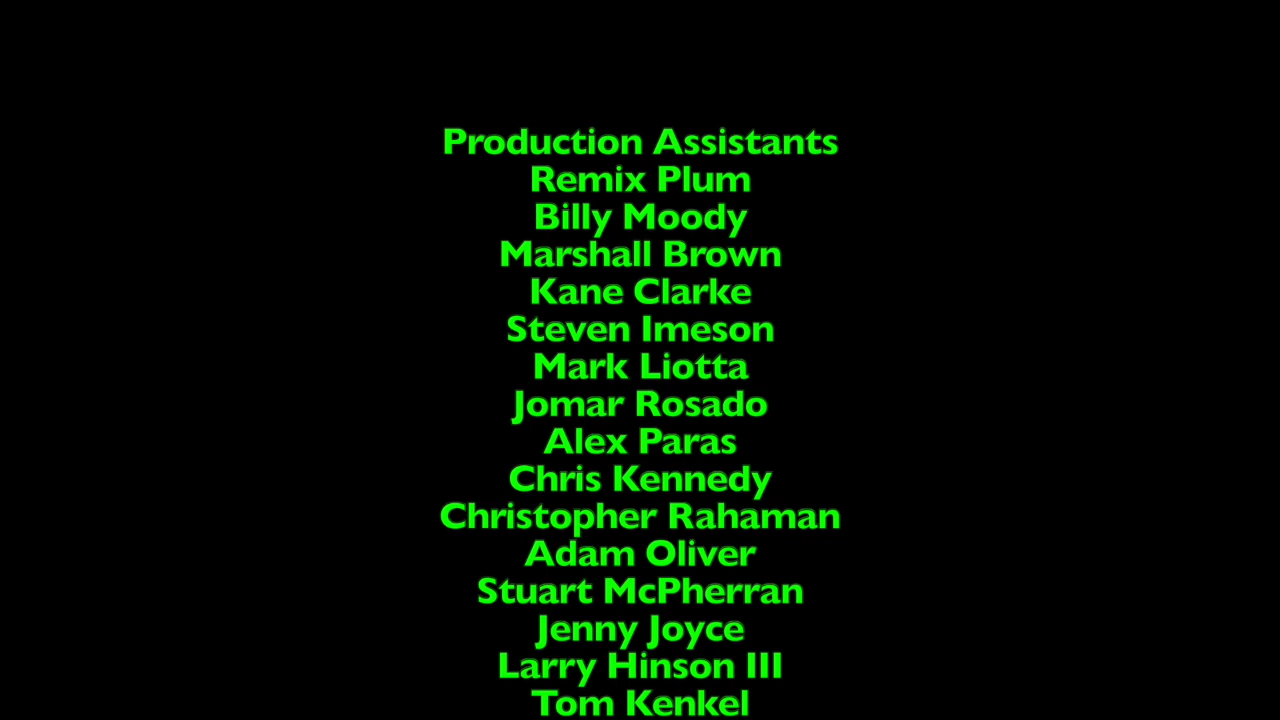 Production Assistants
Remix Plum
Billy Moody
Marshall Brown
Kane Clarke
Steven Imeson
Mark Liotta
Jomar Rosado
Alex Paras
Chris Kennedy
Christopher Rahaman
Adam Oliver
Stuart McPherran
Jenny Joyce
Larry Hinson III
Tom Kenkel